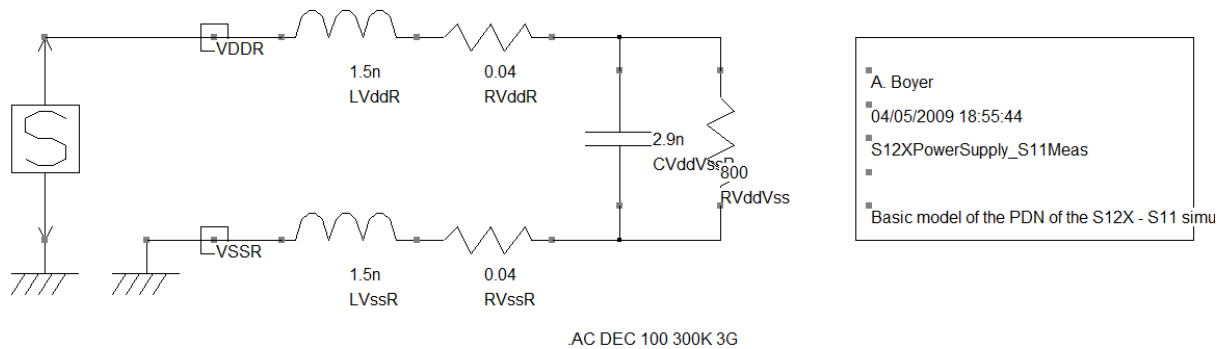 VDDR
1.5n
LVddR
0.04
RVddR
2.9n
CVddVssR
800
RVddVss
A. Boyer
04/05/2009 18:55:44
S12XPowerSupply_S11Meas
Basic model of the PDN of the S12X - S11 simu
S
VSSR
1.5n
LVssR
0.04
RVssR
.AC DEC 100 300K 3G